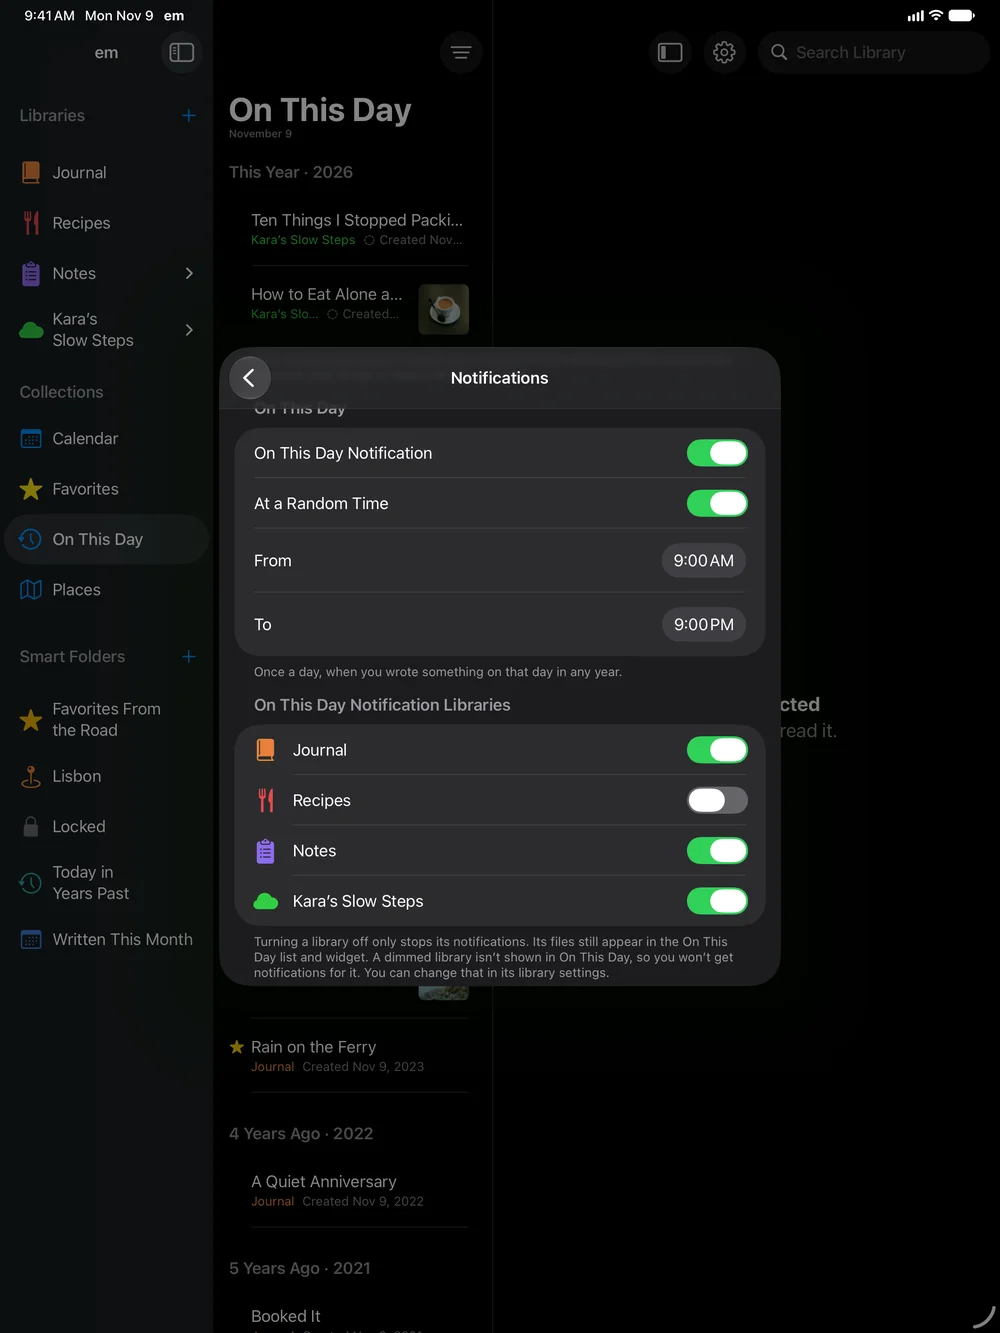 9:41 AM Mon Nov 9 em
em
Search Library
Libraries
Journal
Recipes
Notes
Kara's
Slow Steps
Collections
Calendar
Favorites
On This Day
Places
Smart Folders
Favorites From
the Road
Lisbon
Locked
Today in
Years Past
Written This Month
On This Day
November 9
This Year · 2026
Ten Things I Stopped Packi...
Kara's Slow Steps Created Nov...
How to Eat Alone a...
Kara's Slo... Created...
Notifications
On This Day
On This Day Notification
At a Random Time
From 9:00 AM
To 9:00 PM
Once a day, when you wrote something on that day in any year.
On This Day Notification Libraries
Journal
Recipes
Notes
Kara's Slow Steps
Turning a library off only stops its notifications. Its files still appear in the On This
Day list and widget. A dimmed library isn't shown in On This Day, so you won't get
notifications for it. You can change that in its library settings.
cted
read it.
Rain on the Ferry
Journal Created Nov 9, 2023
4 Years Ago · 2022
A Quiet Anniversary
Journal Created Nov 9, 2022
5 Years Ago · 2021
Booked It